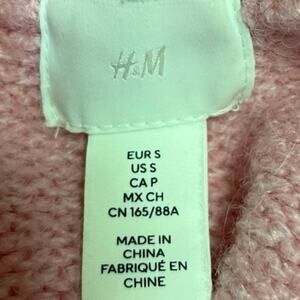 H&M
EUR S
US S
CA P
MX CH
CN 165/88A
MADE IN
CHINA
FABRIQUÉ EN
CHINE